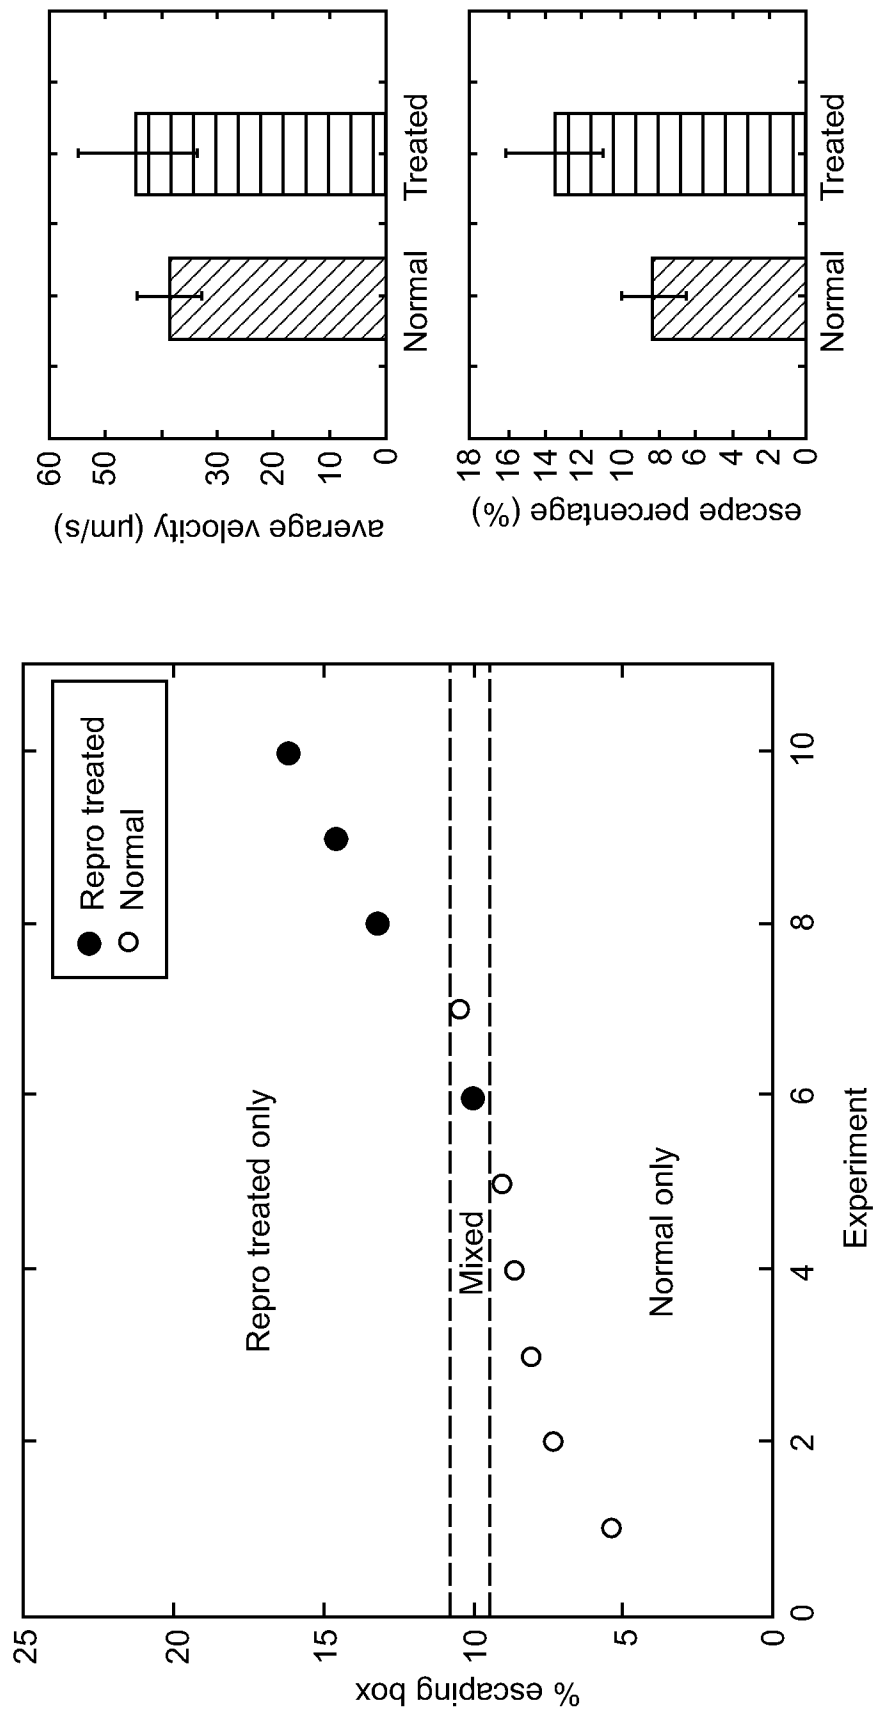 % escaping box
25
20
15
10
5
0
0
2
4
6
8
10
Experiment
Repro treated
Normal
Repro treated only
Mixed
Normal only
average velocity (µm/s)
60
50
40
30
20
10
0
Normal
Treated
escape percentage (%)
18
16
14
12
10
8
6
4
2
0
Normal
Treated